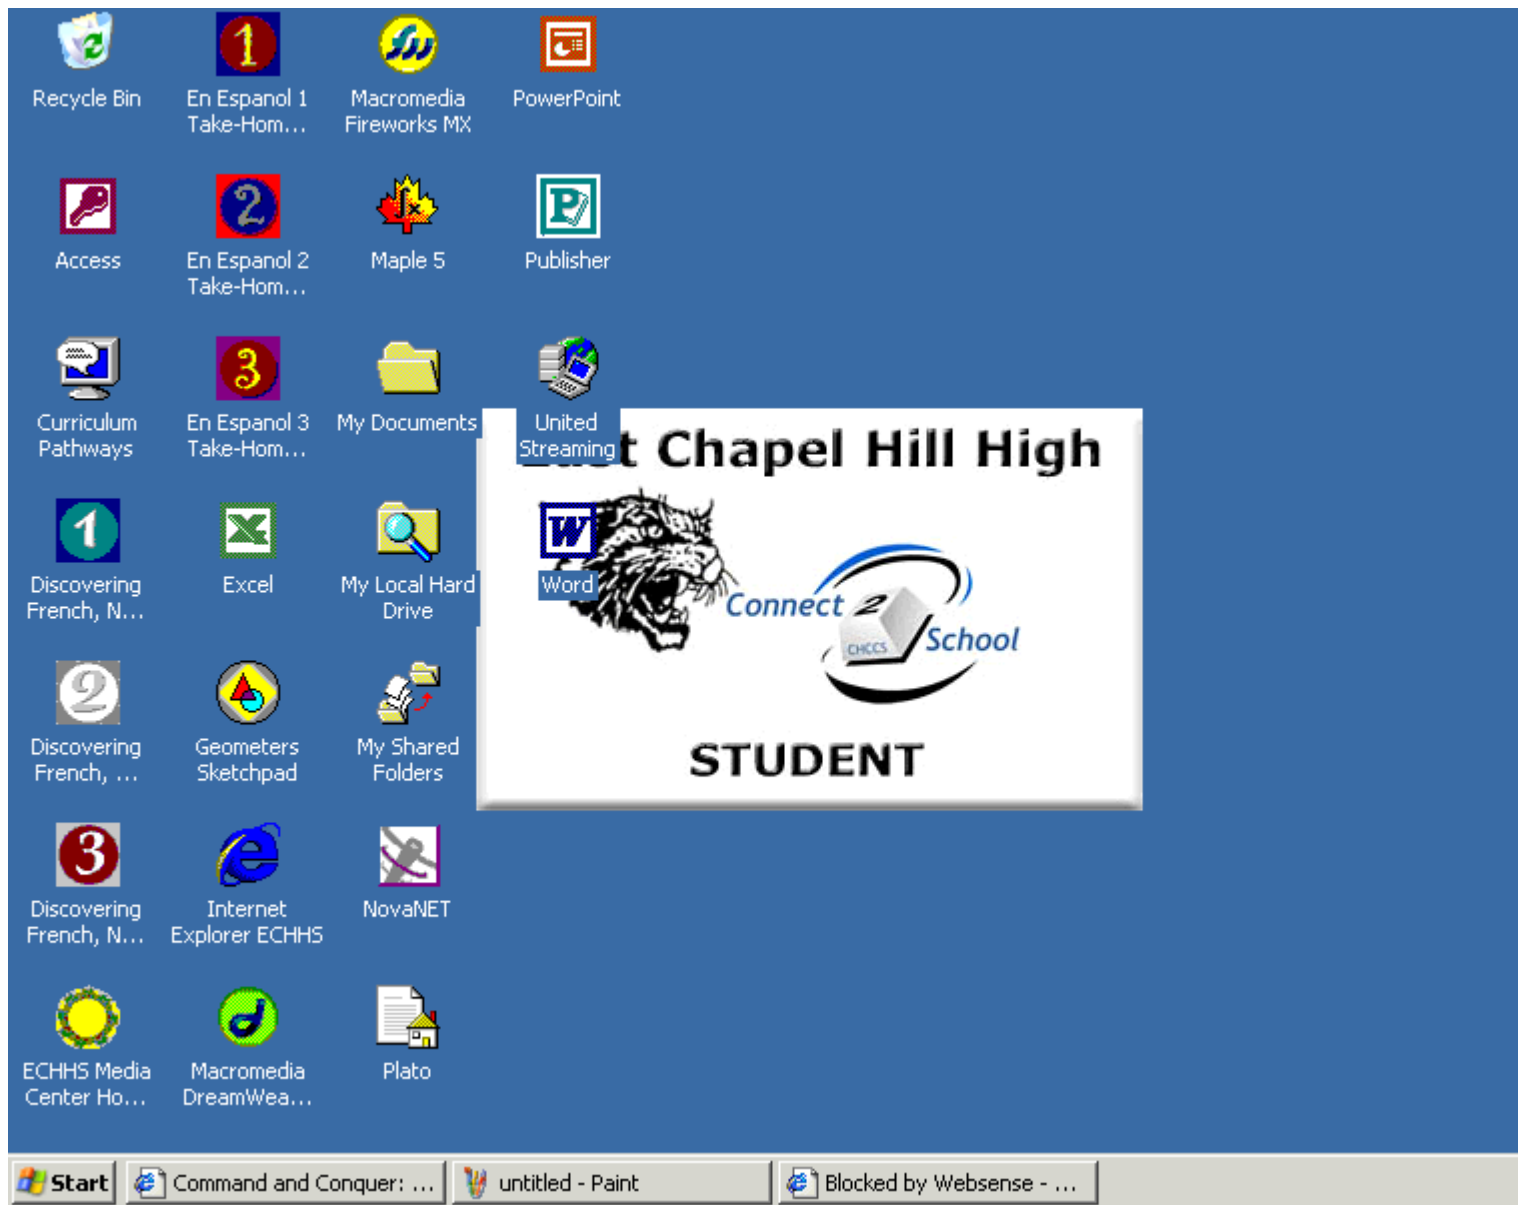 Recycle Bin
En Espanol 1
Take-Hom...
Macromedia
Fireworks MX
PowerPoint
Access
En Espanol 2
Take-Hom...
Maple 5
Publisher
Curriculum
Pathways
En Espanol 3
Take-Hom...
My Documents
United
Streaming
Chapel Hill High
Discovering
French, N...
Excel
My Local Hard
Drive
Word
Connect 2
School
CHCCS
Discovering
French, ...
Geometers
Sketchpad
My Shared
Folders
STUDENT
Discovering
French, N...
Internet
Explorer ECHHS
NovaNET
ECHHS Media
Center Ho...
Macromedia
DreamWea...
Plato
Start
Command and Conquer: ...
untitled - Paint
Blocked by Websense - ...